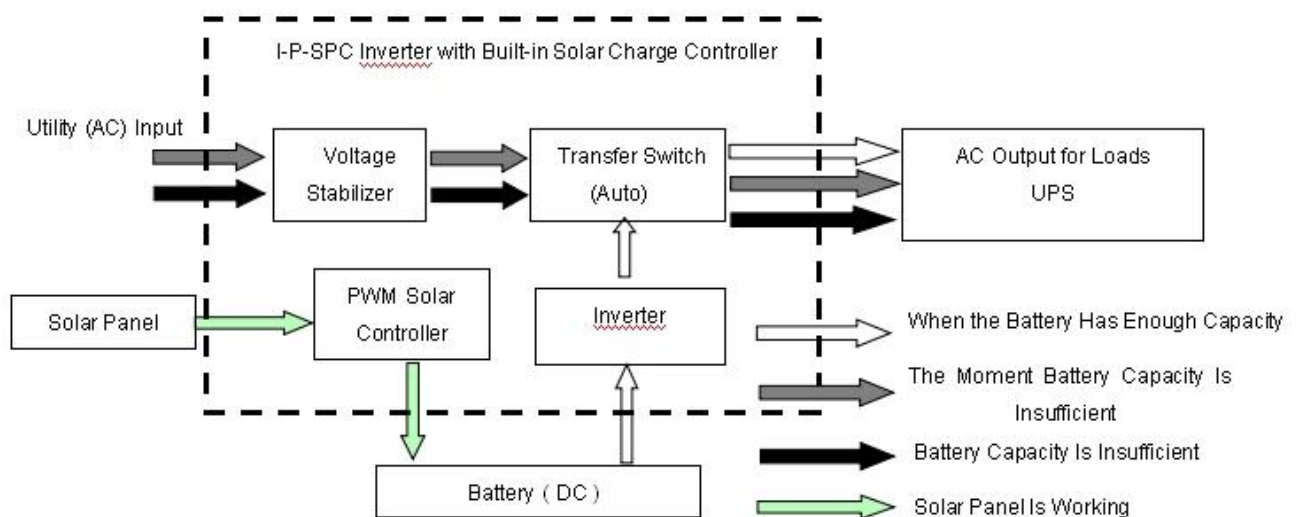 I-P-SPC Inverter with Built-in Solar Charge Controller
Utility (AC) Input
Voltage
Stabilizer
Transfer Switch
(Auto)
AC Output for Loads
UPS
Solar Panel
PWM Solar
Controller
Inverter
Battery ( DC )
When the Battery Has Enough Capacity
The Moment Battery Capacity Is
Insufficient
Battery Capacity Is Insufficient
Solar Panel Is Working